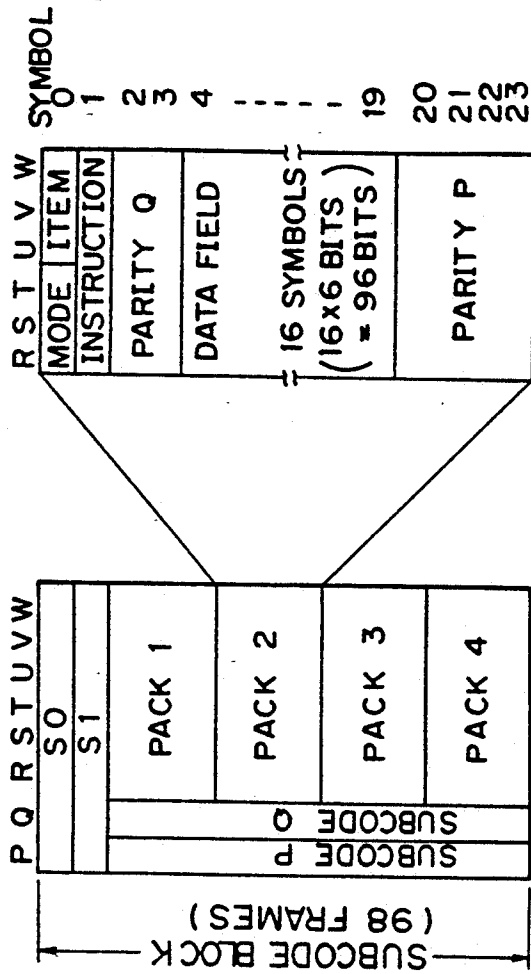 SUBCODE BLOCK
(98 FRAMES)
P Q R S T U V W
S0
S1
SUBCODE P
SUBCODE Q
PACK 1
PACK 2
PACK 3
PACK 4
R S T U V W
SYMBOL
MODE ITEM 0
INSTRUCTION 1
PARITY Q 2
3
DATA FIELD 4
16 SYMBOLS
(16×6 BITS
= 96 BITS)
19
PARITY P 20
21
22
23